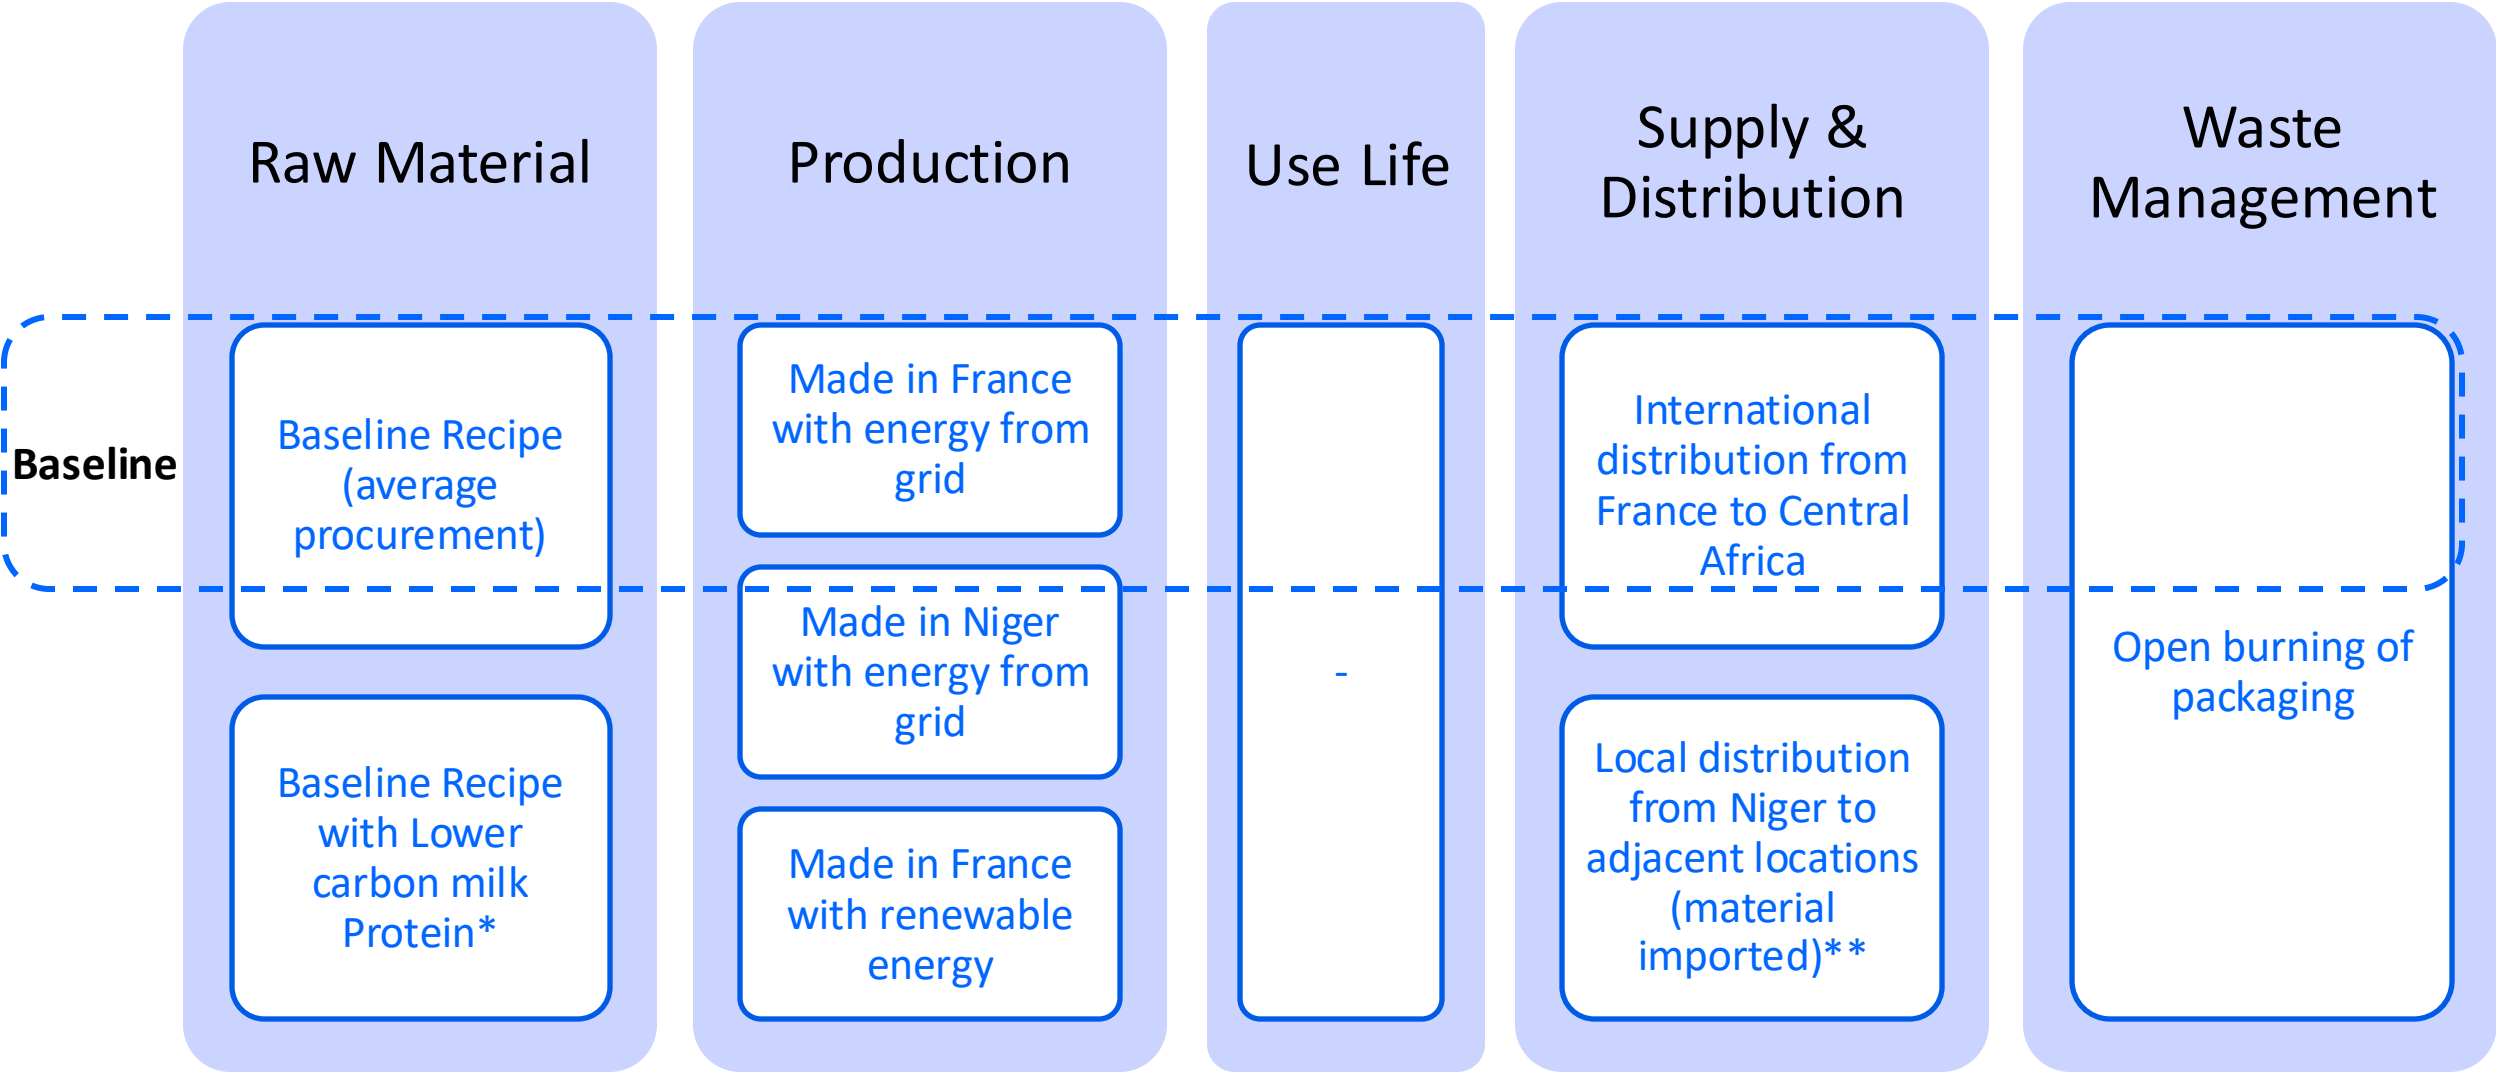 Raw Material
Production
Use Life
Supply &
Distribution
Waste
Management
Baseline
Baseline Recipe
(average
procurement)
Baseline Recipe
with Lower
carbon milk
Protein*
Made in France
with energy from
grid
Made in Niger
with energy from
grid
Made in France
with renewable
energy
-
International
distribution from
France to Central
Africa
Local distribution
from Niger to
adjacent locations
(material
imported)**
Open burning of
packaging